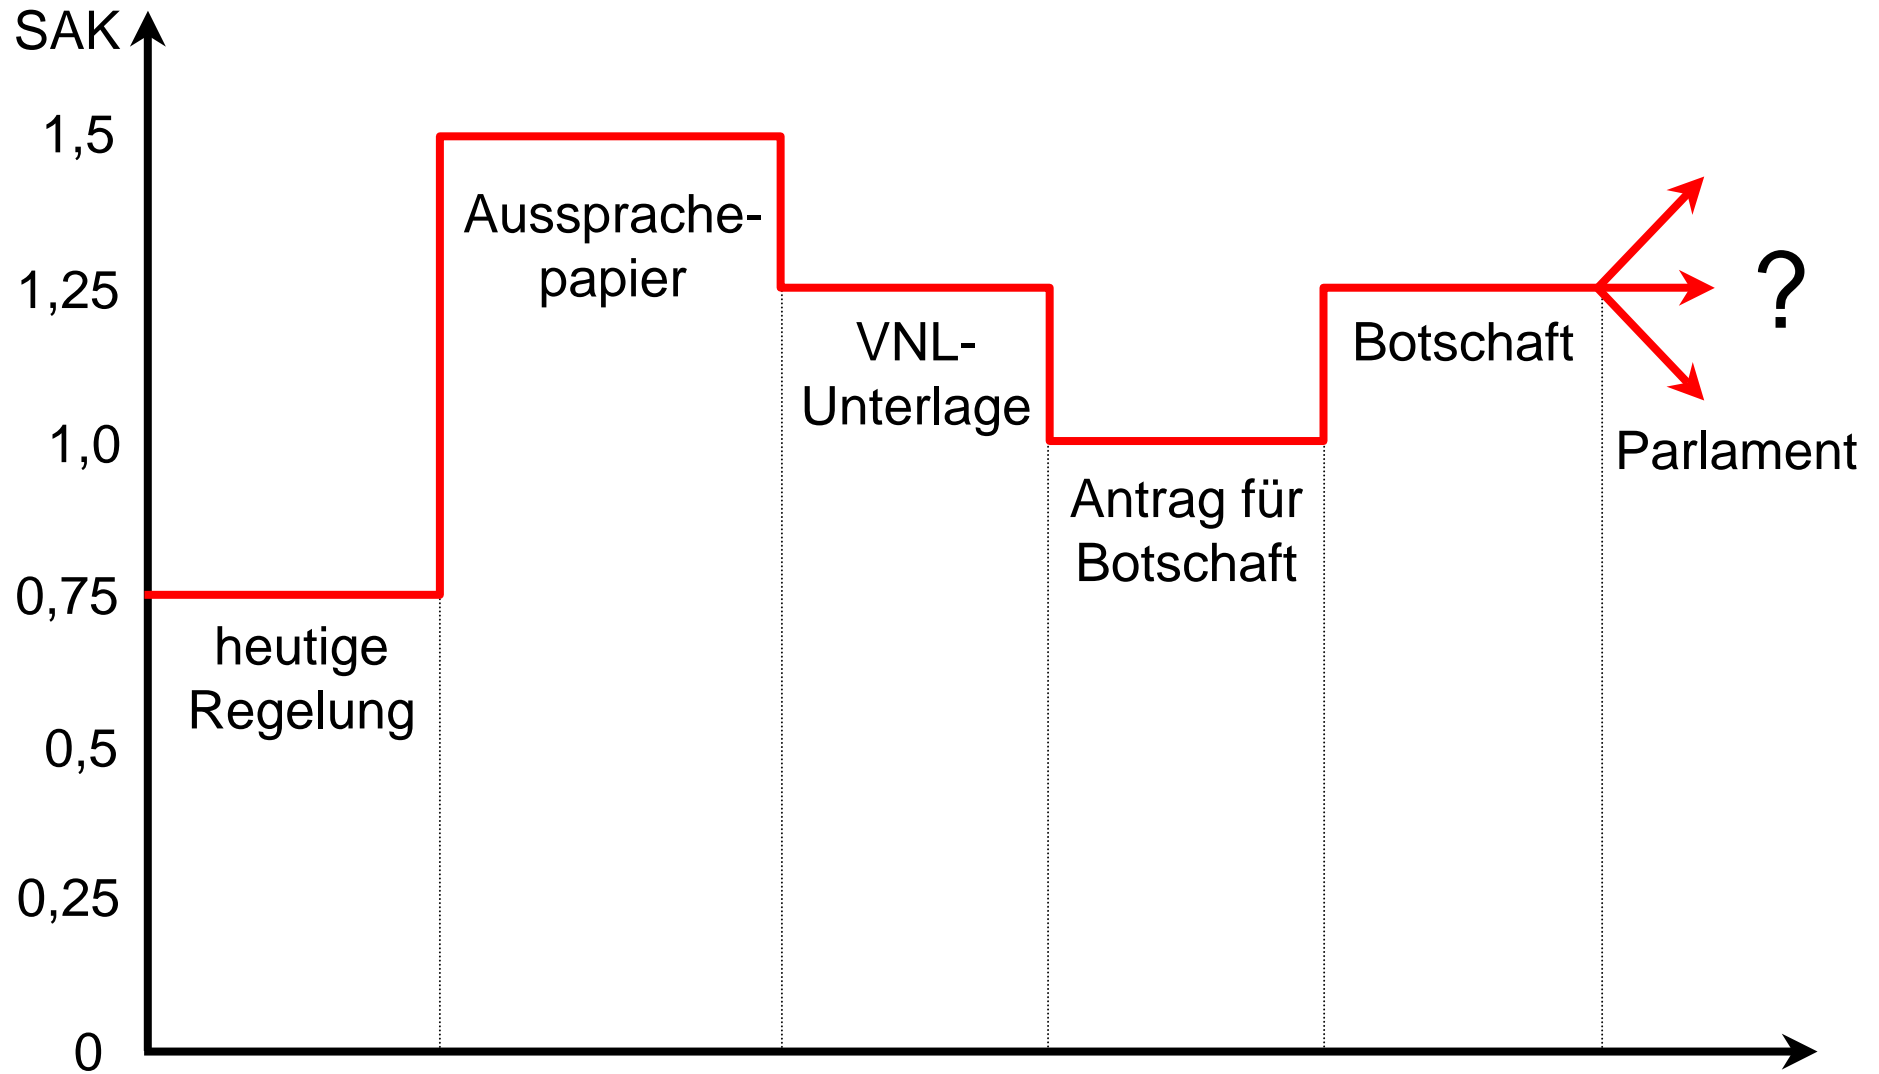 SAK
1,5
1,25
1,0
0,75
0,5
0,25
0
heutige
Regelung
Aussprache-
papier
VNL-
Unterlage
Antrag für
Botschaft
Botschaft
?
Parlament